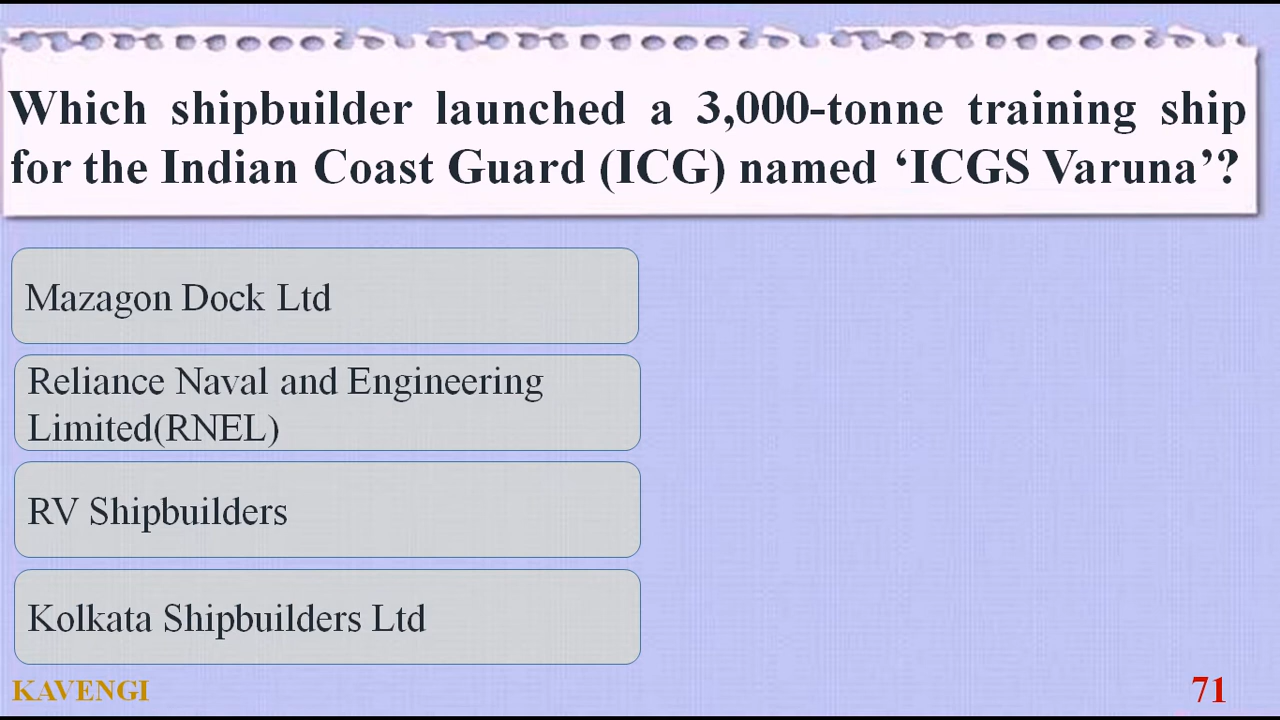 Which shipbuilder launched a 3,000-tonne training ship
for the Indian Coast Guard (ICG) named ‘ICGS Varuna’?
Mazagon Dock Ltd
Reliance Naval and Engineering
Limited(RNEL)
RV Shipbuilders
Kolkata Shipbuilders Ltd
KAVENGI
71